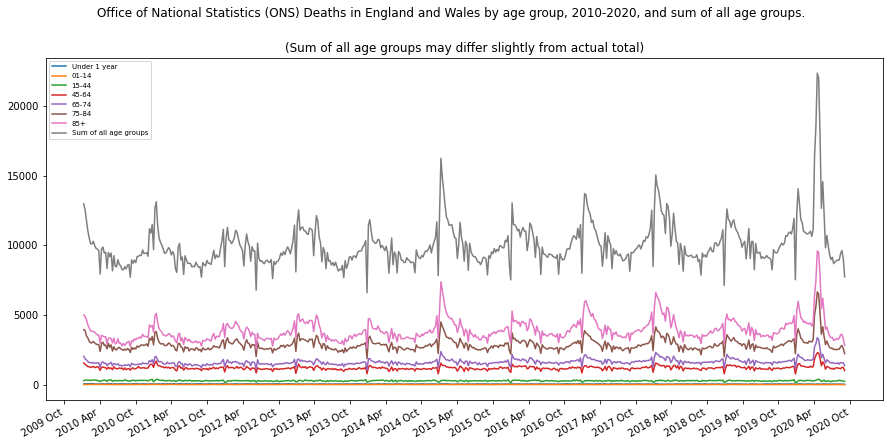 Office of National Statistics (ONS) Deaths in England and Wales by age group, 2010-2020, and sum of all age groups.
(Sum of all age groups may differ slightly from actual total)
Under 1 year
01-14
15-44
45-64
65-74
75-84
85+
Sum of all age groups
20000
15000
10000
5000
0
2009 Oct
2010 Apr
2010 Oct
2011 Apr
2011 Oct
2012 Apr
2012 Oct
2013 Apr
2013 Oct
2014 Apr
2014 Oct
2015 Apr
2015 Oct
2016 Apr
2016 Oct
2017 Apr
2017 Oct
2018 Apr
2018 Oct
2019 Apr
2019 Oct
2020 Apr
2020 Oct